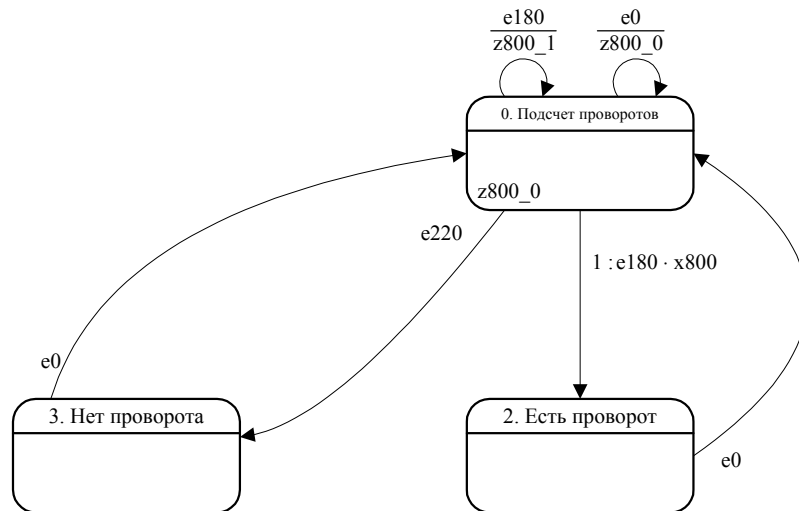 e180
z800_1
e0
z800_0
0. Подсчет проворотов
z800_0
e220
1 : e180 · x800
e0
3. Нет проворота
2. Есть проворот
e0